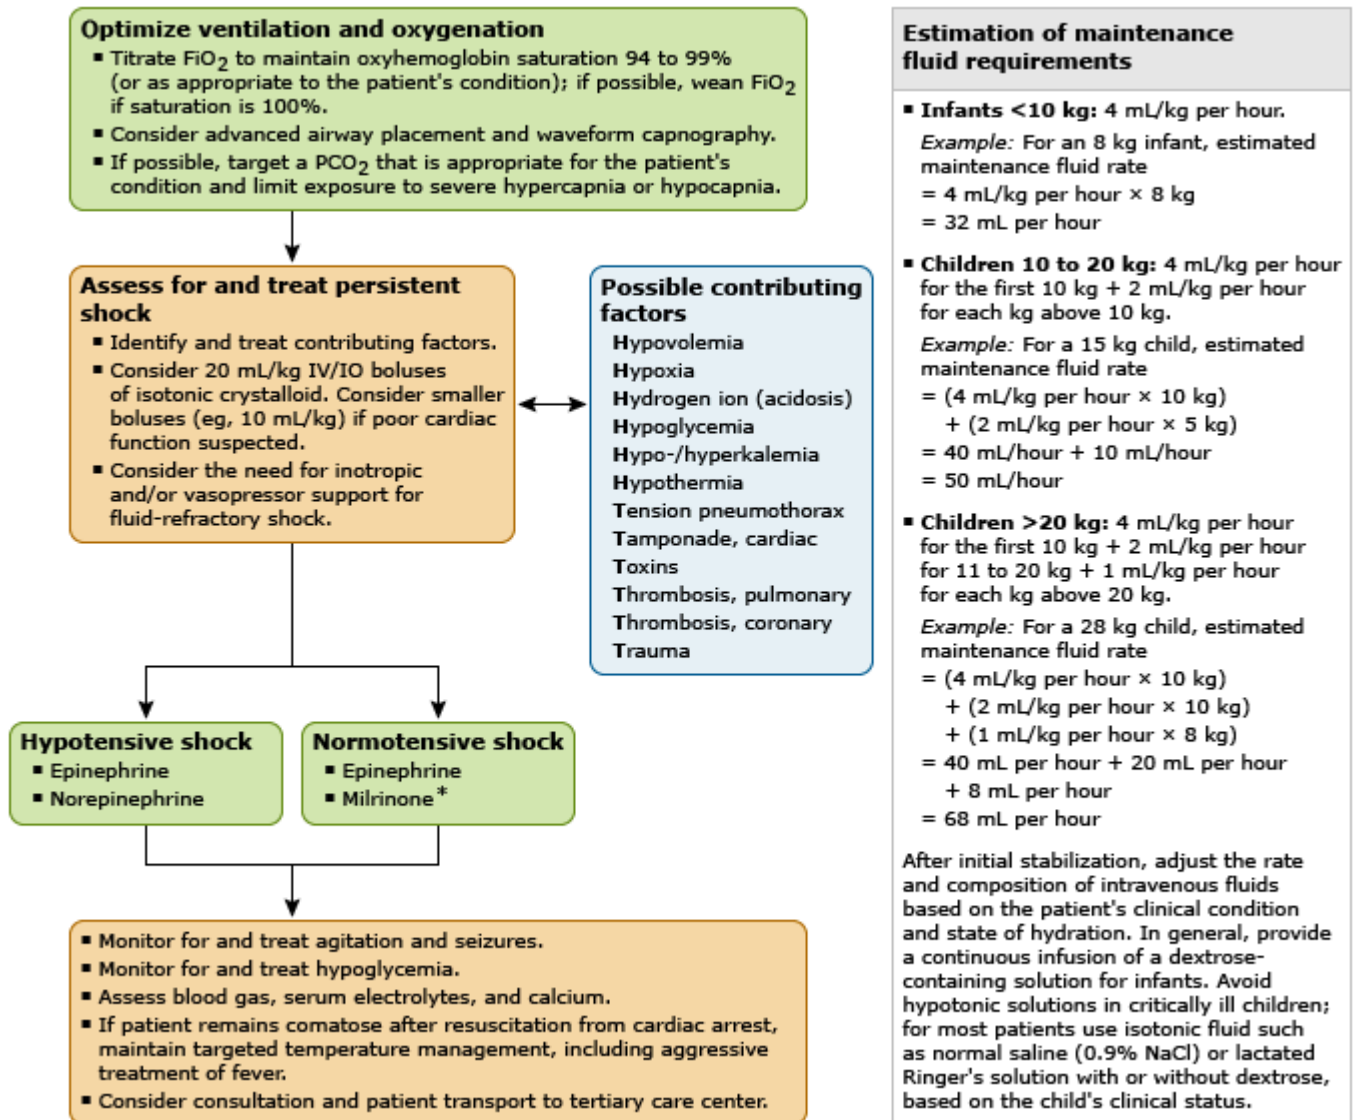 Optimize ventilation and oxygenation
▪ Titrate FiO2 to maintain oxyhemoglobin saturation 94 to 99%
(or as appropriate to the patient's condition); if possible, wean FiO2
if saturation is 100%.
▪ Consider advanced airway placement and waveform capnography.
▪ If possible, target a PCO2 that is appropriate for the patient's
condition and limit exposure to severe hypercapnia or hypocapnia.
Assess for and treat persistent
shock
▪ Identify and treat contributing factors.
▪ Consider 20 mL/kg IV/IO boluses
of isotonic crystalloid. Consider smaller
boluses (eg, 10 mL/kg) if poor cardiac
function suspected.
▪ Consider the need for inotropic
and/or vasopressor support for
fluid-refractory shock.
Possible contributing
factors
Hypovolemia
Hypoxia
Hydrogen ion (acidosis)
Hypoglycemia
Hypo-/hyperkalemia
Hypothermia
Tension pneumothorax
Tamponade, cardiac
Toxins
Thrombosis, pulmonary
Thrombosis, coronary
Trauma
Hypotensive shock
▪ Epinephrine
▪ Norepinephrine
Normotensive shock
▪ Epinephrine
▪ Milrinone*
▪ Monitor for and treat agitation and seizures.
▪ Monitor for and treat hypoglycemia.
▪ Assess blood gas, serum electrolytes, and calcium.
▪ If patient remains comatose after resuscitation from cardiac arrest,
maintain targeted temperature management, including aggressive
treatment of fever.
▪ Consider consultation and patient transport to tertiary care center.
Estimation of maintenance
fluid requirements
▪ Infants <10 kg: 4 mL/kg per hour.
Example: For an 8 kg infant, estimated
maintenance fluid rate
= 4 mL/kg per hour × 8 kg
= 32 mL per hour
▪ Children 10 to 20 kg: 4 mL/kg per hour
for the first 10 kg + 2 mL/kg per hour
for each kg above 10 kg.
Example: For a 15 kg child, estimated
maintenance fluid rate
= (4 mL/kg per hour × 10 kg)
+ (2 mL/kg per hour × 5 kg)
= 40 mL/hour + 10 mL/hour
= 50 mL/hour
▪ Children >20 kg: 4 mL/kg per hour
for the first 10 kg + 2 mL/kg per hour
for 11 to 20 kg + 1 mL/kg per hour
for each kg above 20 kg.
Example: For a 28 kg child, estimated
maintenance fluid rate
= (4 mL/kg per hour × 10 kg)
+ (2 mL/kg per hour × 10 kg)
+ (1 mL/kg per hour × 8 kg)
= 40 mL per hour + 20 mL per hour
+ 8 mL per hour
= 68 mL per hour
After initial stabilization, adjust the rate
and composition of intravenous fluids
based on the patient's clinical condition
and state of hydration. In general, provide
a continuous infusion of a dextrose-
containing solution for infants. Avoid
hypotonic solutions in critically ill children;
for most patients use isotonic fluid such
as normal saline (0.9% NaCl) or lactated
Ringer's solution with or without dextrose,
based on the child's clinical status.